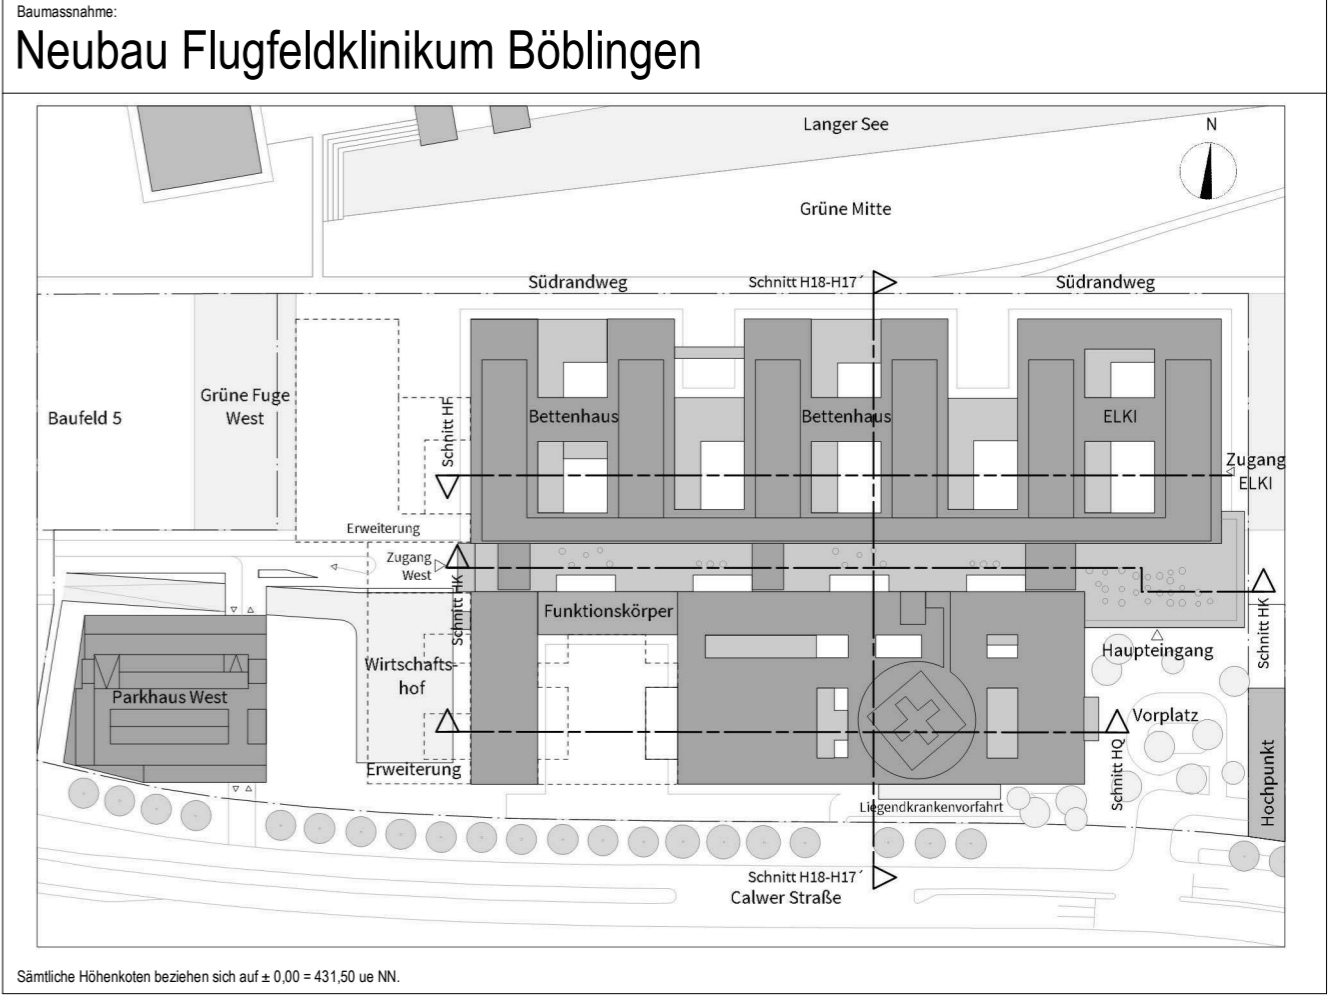 Baumassnahme:
Neubau Flugfeldklinikum Böblingen
Langer See
N
Grüne Mitte
Südrandweg
Schnitt H18-H17´
Südrandweg
Grüne Fuge
West
Baufeld 5
Schnitt HF
Bettenhaus
Bettenhaus
ELKI
Zugang
ELKI
Erweiterung
Zugang
West
Schnitt HK
Funktionskörper
Schnitt HK
Haupteingang
Wirtschafts-
hof
Parkhaus West
Vorplatz
Schnitt HQ
Hochpunkt
Erweiterung
Liegendkrankenvorfahrt
Schnitt H18-H17´
Calwer Straße
Sämtliche Höhenkoten beziehen sich auf ± 0,00 = 431,50 ue NN.